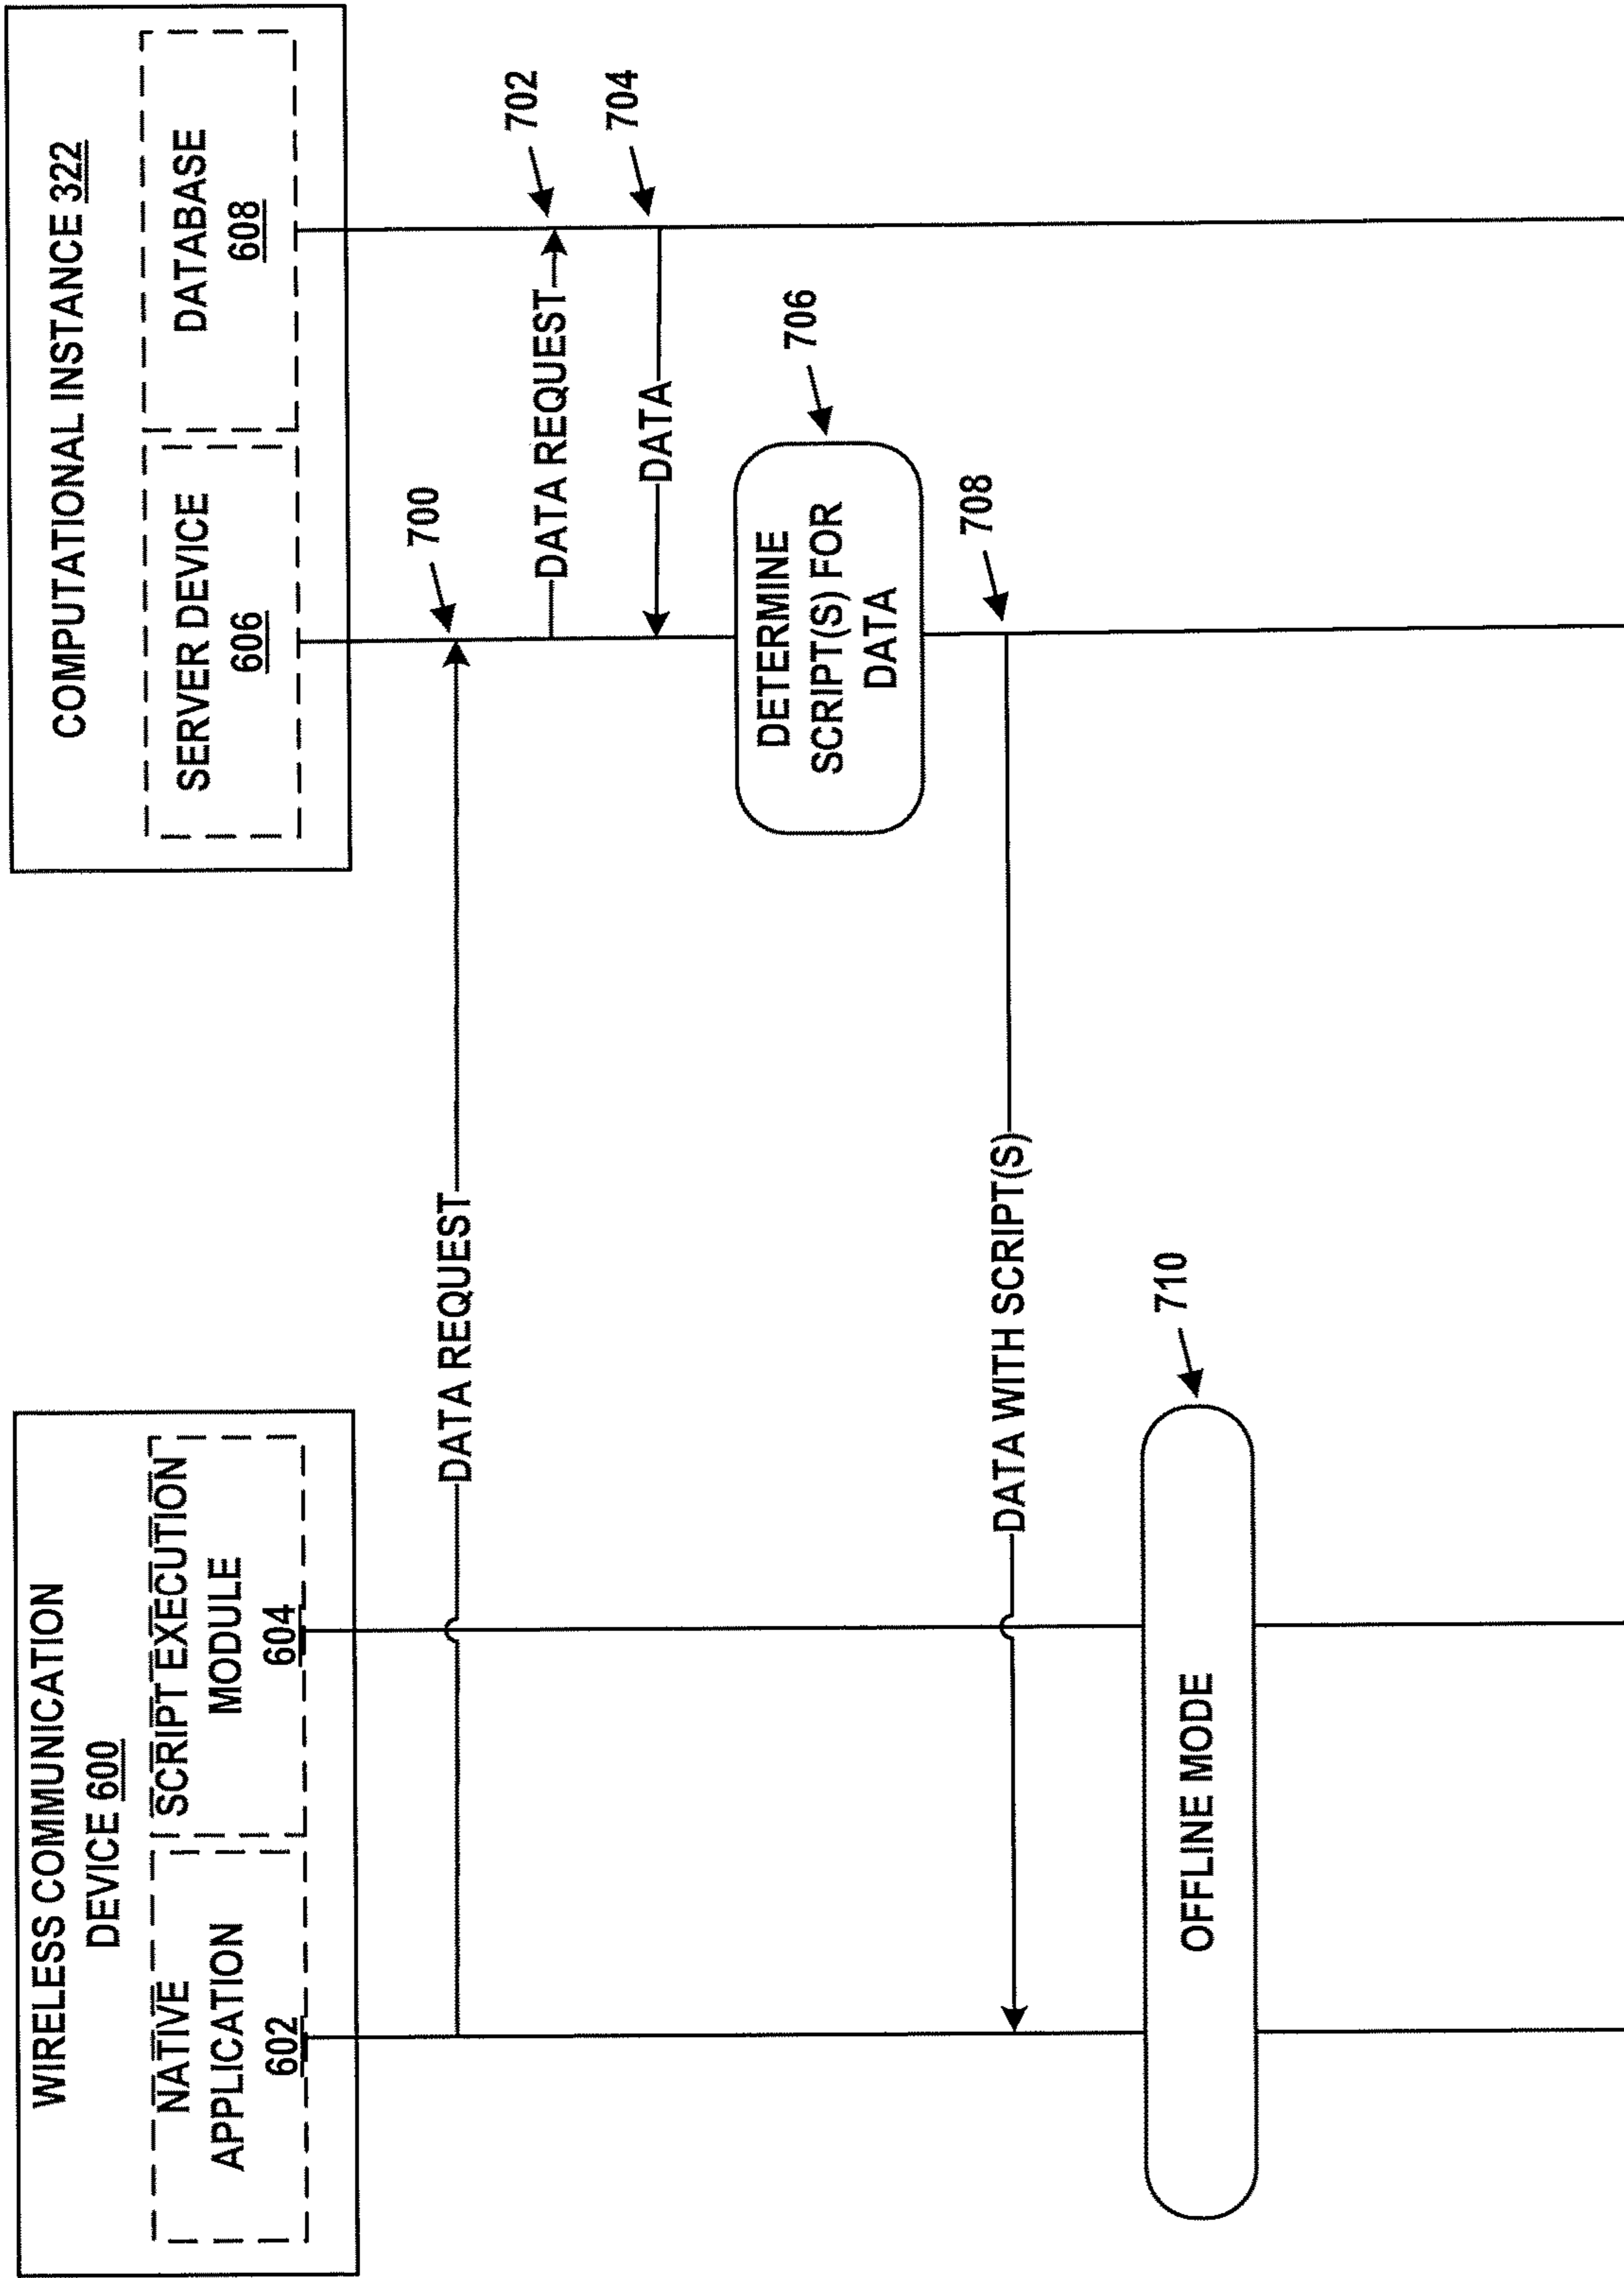 WIRELESS COMMUNICATION
DEVICE 600
NATIVE
APPLICATION
602
SCRIPT EXECUTION
MODULE
604
COMPUTATIONAL INSTANCE 322
SERVER DEVICE
606
DATABASE
608
DATA REQUEST
700
DATA REQUEST
702
DATA
704
DETERMINE
SCRIPT(S) FOR
DATA
706
DATA WITH SCRIPT(S)
708
OFFLINE MODE
710